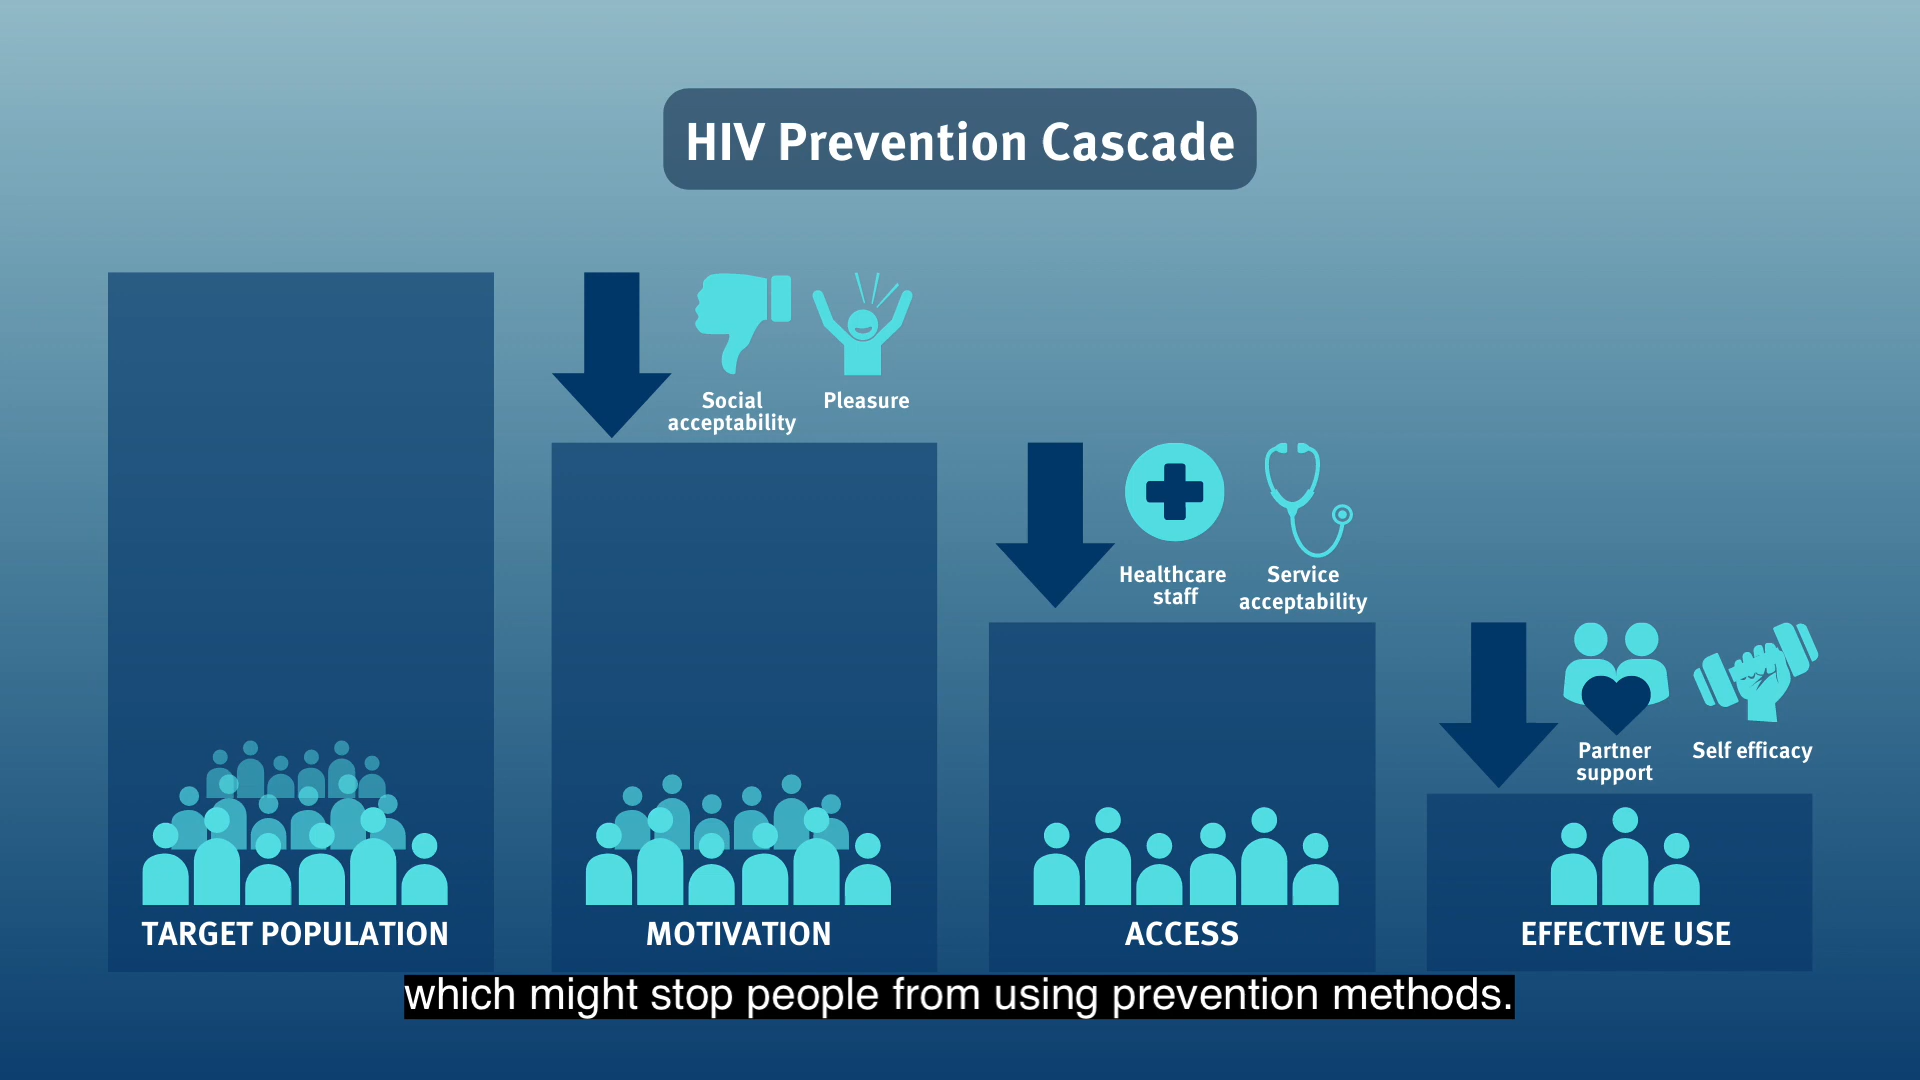 HIV Prevention Cascade
Social
acceptability
Pleasure
Healthcare
staff
Service
acceptability
Partner
support
Self efficacy
TARGET POPULATION
MOTIVATION
ACCESS
EFFECTIVE USE
which might stop people from using prevention methods.